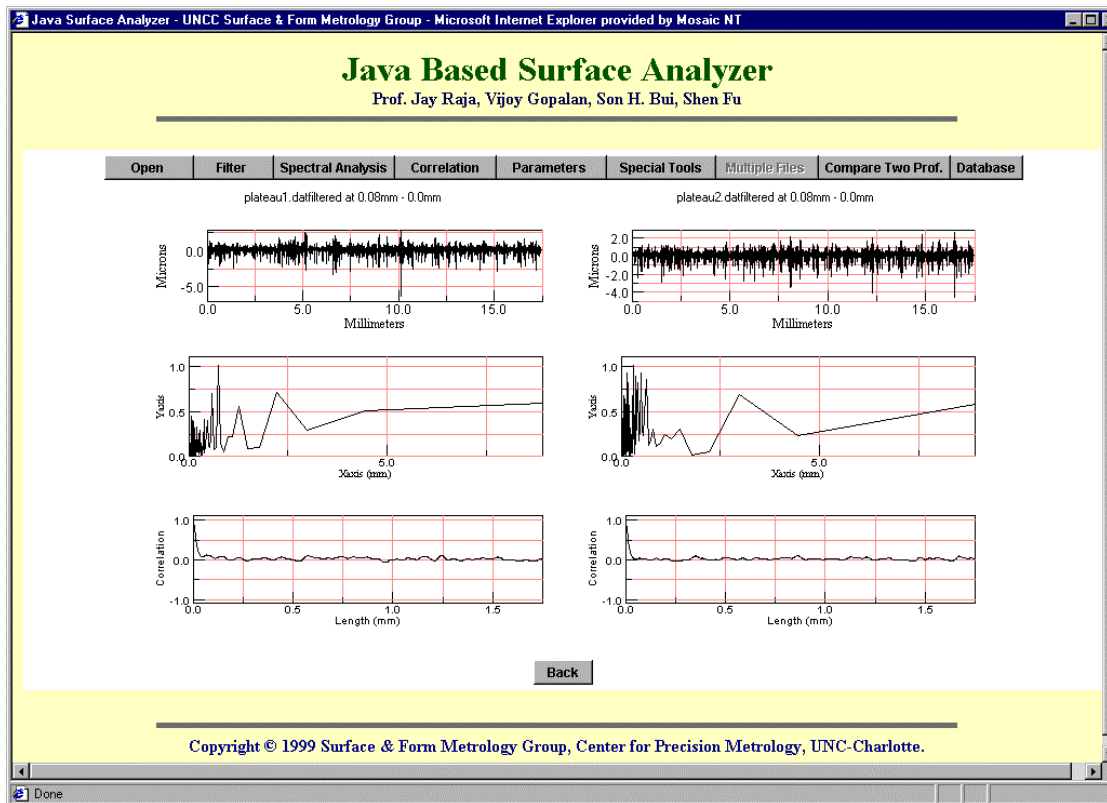 Java Surface Analyzer - UNCC Surface & Form Metrology Group - Microsoft Internet Explorer provided by Mosaic NT
Java Based Surface Analyzer
Prof. Jay Raja, Vijoy Gopalan, Son H. Bui, Shen Fu
Open Filter Spectral Analysis Correlation Parameters Special Tools Multiple Files Compare Two Prof. Database
plateau1.datfiltered at 0.08mm - 0.0mm
0.0
-5.0
Microns
0.0 5.0 10.0 15.0
Millimeters
1.0
0.5
0.0
Yaxis
0.0 5.0
Xaxis (mm)
1.0
0.0
-1.0
Correlation
0.0 0.5 1.0 1.5
Length (mm)
plateau2.datfiltered at 0.08mm - 0.0mm
2.0
0.0
-2.0
-4.0
Microns
0.0 5.0 10.0 15.0
Millimeters
1.0
0.5
0.0
Yaxis
0.0 5.0
Xaxis (mm)
1.0
0.0
-1.0
Correlation
0.0 0.5 1.0 1.5
Length (mm)
Back
Copyright © 1999 Surface & Form Metrology Group, Center for Precision Metrology, UNC-Charlotte.
Done